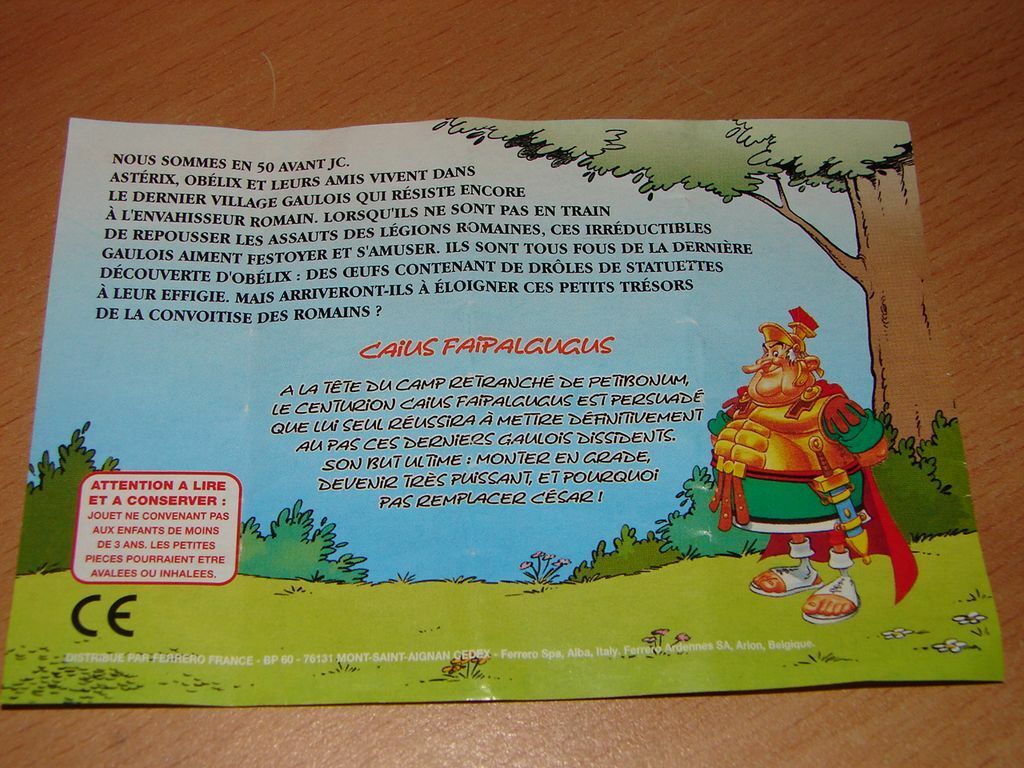 NOUS SOMMES EN 50 AVANT JC.
ASTÉRIX, OBÉLIX ET LEURS AMIS VIVENT DANS
LE DERNIER VILLAGE GAULOIS QUI RÉSISTE ENCORE
À L'ENVAHISSEUR ROMAIN. LORSQU'ILS NE SONT PAS EN TRAIN
DE REPOUSSER LES ASSAUTS DES LÉGIONS ROMAINES, CES IRRÉDUCTIBLES
GAULOIS AIMENT FESTOYER ET S'AMUSER. ILS SONT TOUS FOUS DE LA DERNIÈRE
DÉCOUVERTE D'OBÉLIX : DES ŒUFS CONTENANT DE DRÔLES DE STATUETTES
À LEUR EFFIGIE. MAIS ARRIVERONT-ILS À ÉLOIGNER CES PETITS TRÉSORS
DE LA CONVOITISE DES ROMAINS ?
CAIUS FAIPALGUGUS
A LA TÊTE DU CAMP RETRANCHÉ DE PETIBONUM,
LE CENTURION CAIUS FAIPALGUGUS EST PERSUADÉ
QUE LUI SEUL RÉUSSIRA À METTRE DÉFINITIVEMENT
AU PAS CES DERNIERS GAULOIS DISSIDENTS.
SON BUT ULTIME : MONTER EN GRADE,
DEVENIR TRÈS PUISSANT, ET POURQUOI
PAS REMPLACER CÉSAR !
ATTENTION A LIRE
ET A CONSERVER :
JOUET NE CONVENANT PAS
AUX ENFANTS DE MOINS
DE 3 ANS. LES PETITES
PIECES POURRAIENT ETRE
AVALEES OU INHALEES.
CE
DISTRIBUE PAR FERRERO FRANCE - BP 60 - 76131 MONT-SAINT-AIGNAN CEDEX - Ferrero Spa, Alba, Italy. Ferrero Ardennes SA, Arlon, Belgique.